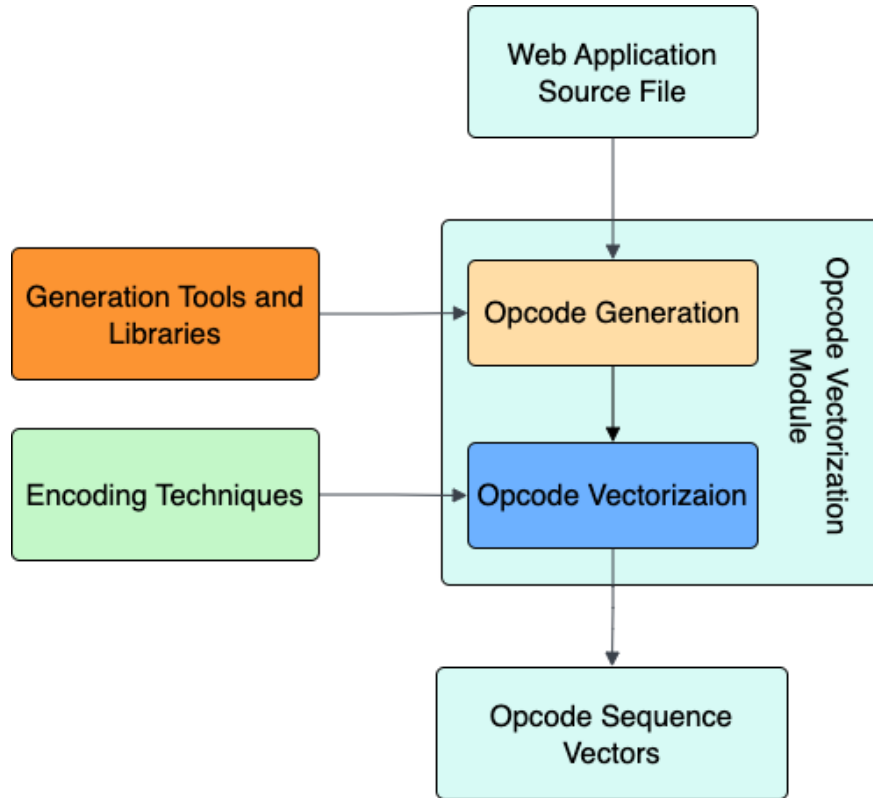 Web Application
Source File
Generation Tools and
Libraries
Opcode Generation
Opcode Vectorization
Module
Encoding Techniques
Opcode Vectorizaion
Opcode Sequence
Vectors